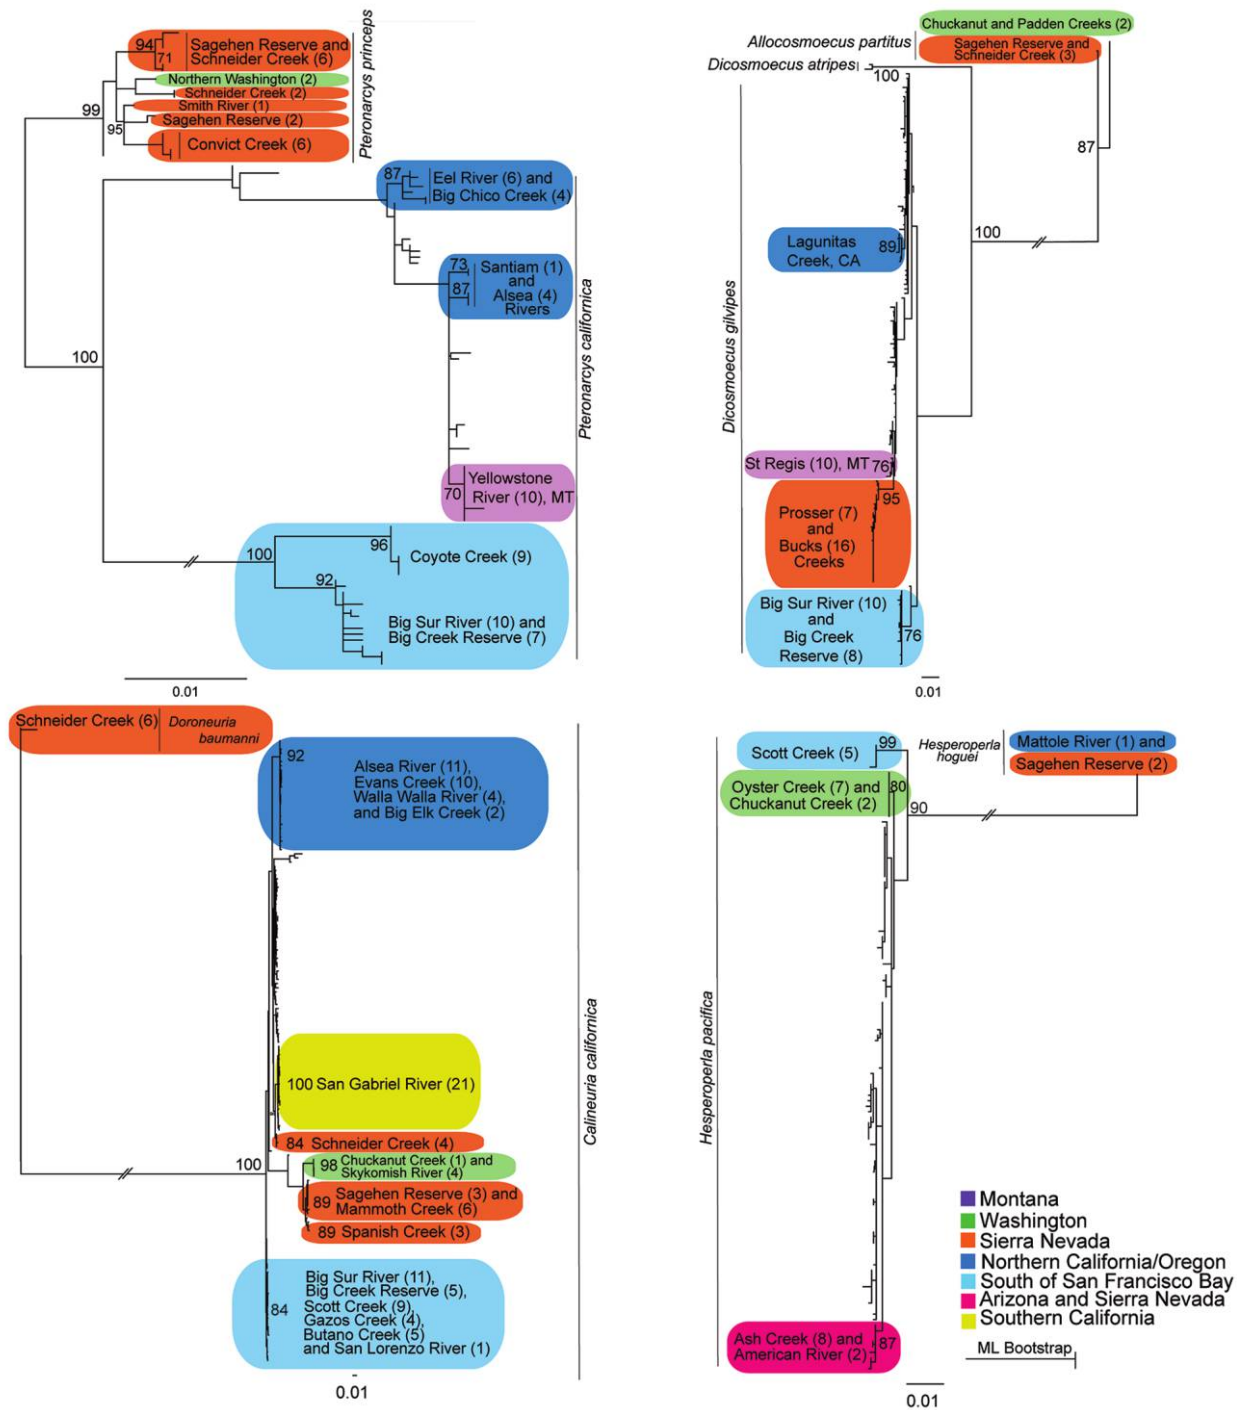 94
71
Sagehen Reserve and
Schneider Creek (6)
Northern Washington (2)
Schneider Creek (2)
Smith River (1)
Sagehen Reserve (2)
Convict Creek (6)
99
95
Pteronarcys princeps
87
Eel River (6) and
Big Chico Creek (4)
73
87
Santiam (1)
and
Alsea (4)
Rivers
100
70
Yellowstone
River (10), MT
100
96
Coyote Creek (9)
92
Big Sur River (10) and
Big Creek Reserve (7)
Pteronarcys californica
0.01
Chuckanut and Padden Creeks (2)
Allocosmoecus partitus
Sagehen Reserve and
Schneider Creek (3)
Dicosmoecus atripes
100
87
100
Lagunitas
Creek, CA
89
Dicosmoecus gilvipes
St Regis (10), MT
76
95
Prosser (7)
and
Bucks (16)
Creeks
Big Sur River (10)
and
Big Creek
Reserve (8)
76
0.01
Schneider Creek (6)
Doroneuria
baumanni
92
Alsea River (11),
Evans Creek (10),
Walla Walla River (4),
and Big Elk Creek (2)
100 San Gabriel River (21)
84 Schneider Creek (4)
100
98
Chuckanut Creek (1) and
Skykomish River (4)
89
Sagehen Reserve (3) and
Mammoth Creek (6)
89 Spanish Creek (3)
84
Big Sur River (11),
Big Creek Reserve (5),
Scott Creek (9),
Gazos Creek (4),
Butano Creek (5)
and San Lorenzo River (1)
Calineuria californica
0.01
Scott Creek (5)
99
Hesperoperla
hoguei
Mattole River (1) and
Sagehen Reserve (2)
Oyster Creek (7) and
Chuckanut Creek (2)
80
90
Hesperoperla pacifica
Ash Creek (8) and
American River (2)
87
0.01
Montana
Washington
Sierra Nevada
Northern California/Oregon
South of San Francisco Bay
Arizona and Sierra Nevada
Southern California
ML Bootstrap